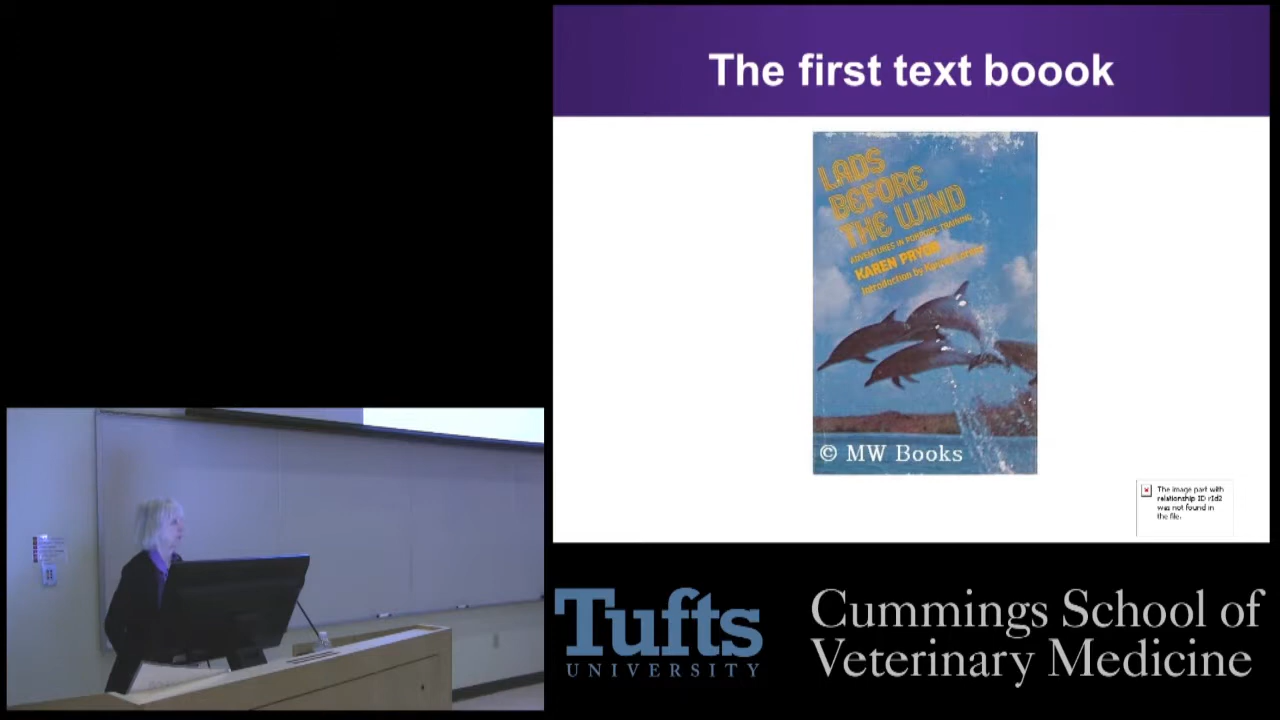 The first text boook
LADS
BEFORE
THE WIND
ADVENTURES IN PORPOISE TRAINING
KAREN PRYOR
Introduction by Konrad Lorenz
© MW Books
The image part with
relationship ID rId2
was not found in
the file.
Tufts
UNIVERSITY
Cummings School of
Veterinary Medicine